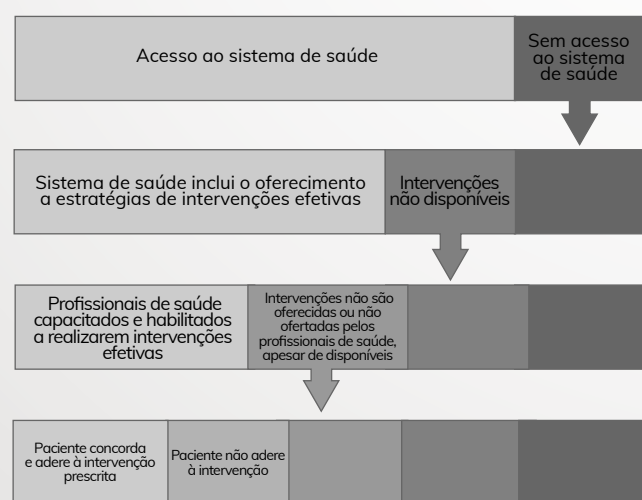 Acesso ao sistema de saúde
Sem acesso
ao sistema
de saúde
Sistema de saúde inclui o oferecimento
a estratégias de intervenções efetivas
Intervenções
não disponíveis
Profissionais de saúde
capacitados e habilitados
a realizarem intervenções
efetivas
Intervenções não são
oferecidas ou não
ofertadas pelos
profissionais de saúde,
apesar de disponíveis
Paciente concorda
e adere à intervenção
prescrita
Paciente não adere
à intervenção